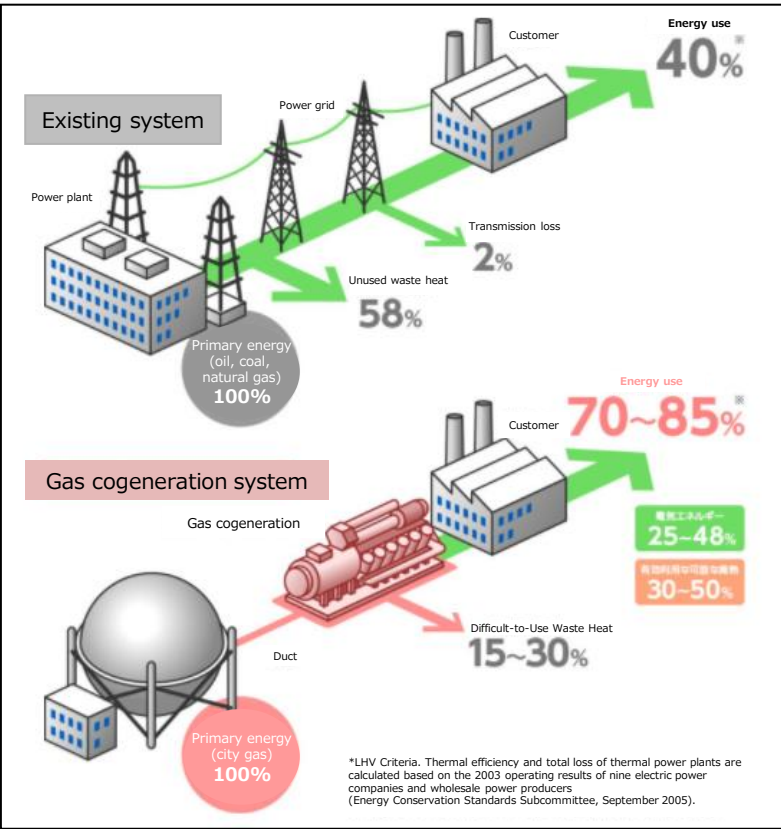 Energy use
※
40%
Customer
Existing system
Power grid
Power plant
Transmission loss
2%
Unused waste heat
58%
Primary energy
(oil, coal,
natural gas)
100%
Energy use
※
70~85%
Customer
Gas cogeneration system
Gas cogeneration
電気エネルギー
25~48%
30~50%
Difficult-to-Use Waste Heat
15~30%
Duct
Primary energy
(city gas)
100%
*LHV Criteria. Thermal efficiency and total loss of thermal power plants are
calculated based on the 2003 operating results of nine electric power
companies and wholesale power producers
(Energy Conservation Standards Subcommittee, September 2005).